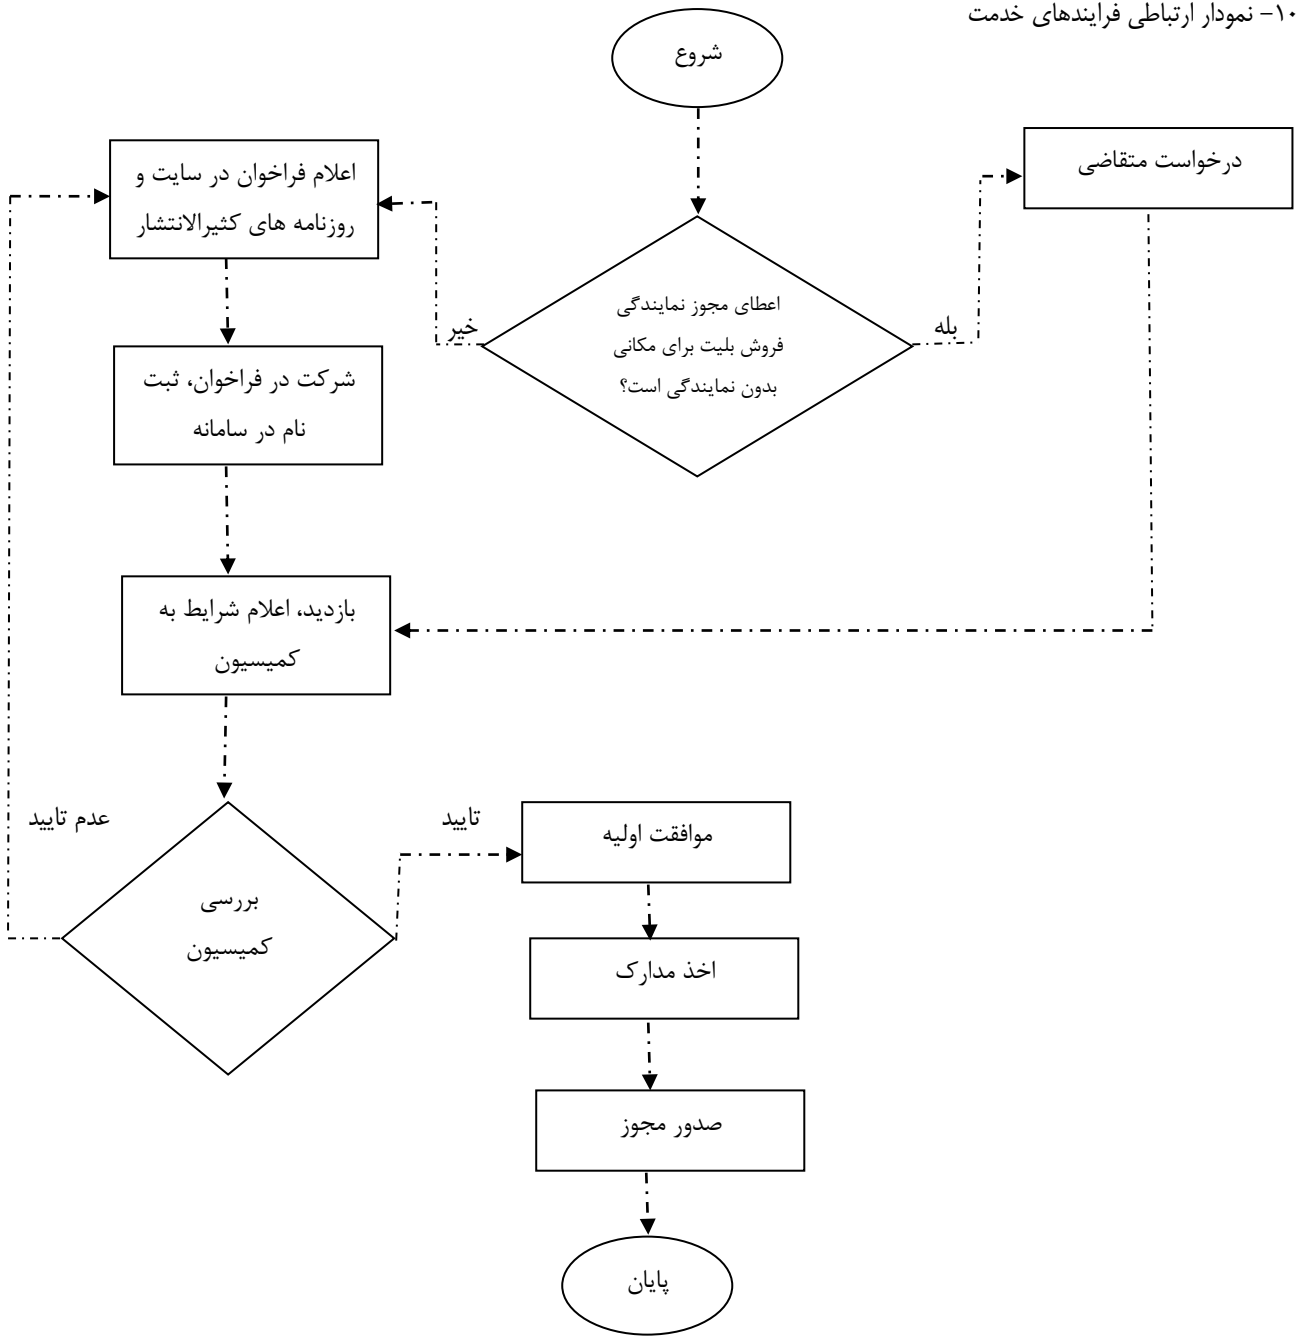 ۱۰- نمودار ارتباطی فرایندهای خدمت
شروع
درخواست متقاضی
اعلام فراخوان در سایت و
روزنامه های کثیرالانتشار
اعطای مجوز نمایندگی
فروش بلیت برای مکانی
بدون نمایندگی است؟
بله
خیر
شرکت در فراخوان، ثبت
نام در سامانه
بازدید، اعلام شرایط به
کمیسیون
تایید
عدم تایید
بررسی
کمیسیون
موافقت اولیه
اخذ مدارک
صدور مجوز
پایان